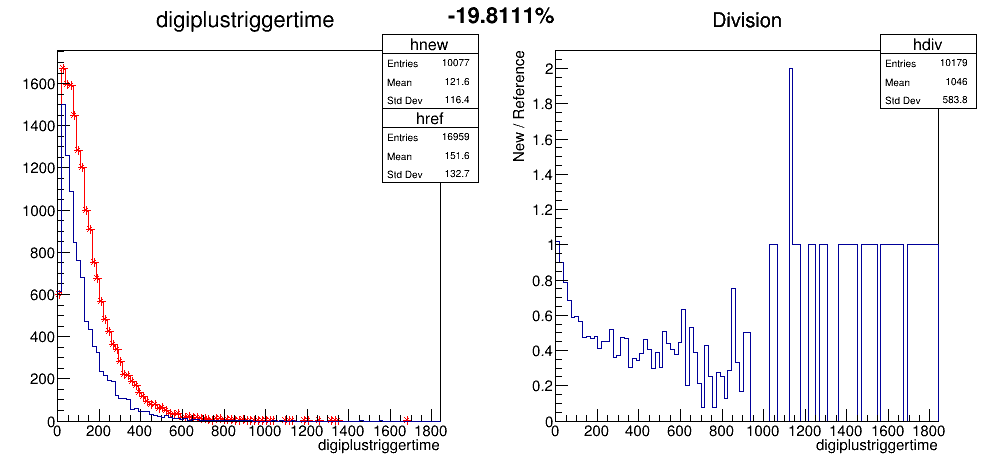 digiplustriggertime
-19.8111%
Division
hnew
Entries 10077
Mean 121.6
Std Dev 116.4
href
Entries 16959
Mean 151.6
Std Dev 132.7
1600
1400
1200
1000
800
600
400
200
0
0 200 400 600 800 1000 1200 1400 1600 1800
digiplustriggertime
hdiv
Entries 10179
Mean 1046
Std Dev 583.8
New / Reference
2
1.8
1.6
1.4
1.2
1
0.8
0.6
0.4
0.2
0
0 200 400 600 800 1000 1200 1400 1600 1800
digiplustriggertime